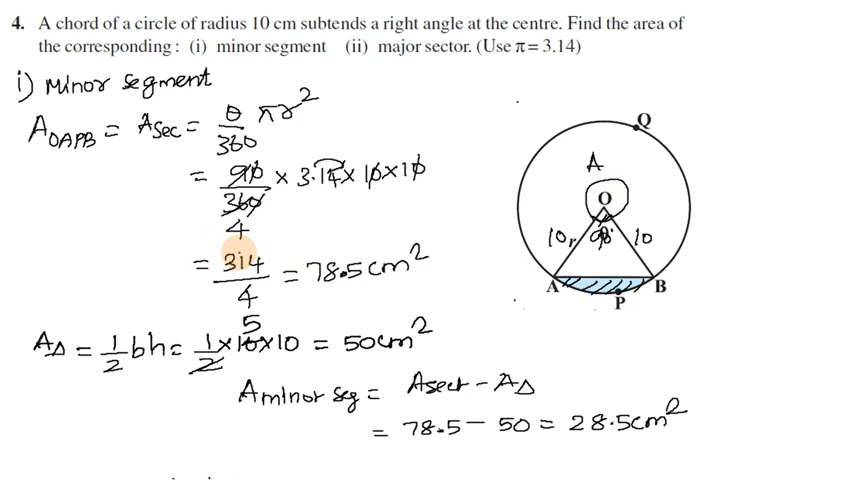 4. A chord of a circle of radius 10 cm subtends a right angle at the centre. Find the area of
the corresponding : (i) minor segment (ii) major sector. (Use π = 3.14)
i) Minor segment
A_OAPB = A_sec = θ/360 πr²
= 90/360 × 3.14 × 10 × 10
4
= 314/4 = 78.5 cm²
A_Δ = 1/2 bh = 1/2 × 10 × 10 = 50 cm²
5
A minor seg = A sect - A_Δ
= 78.5 - 50 = 28.5 cm²
Q
A
O
10 90° 10
A B
P